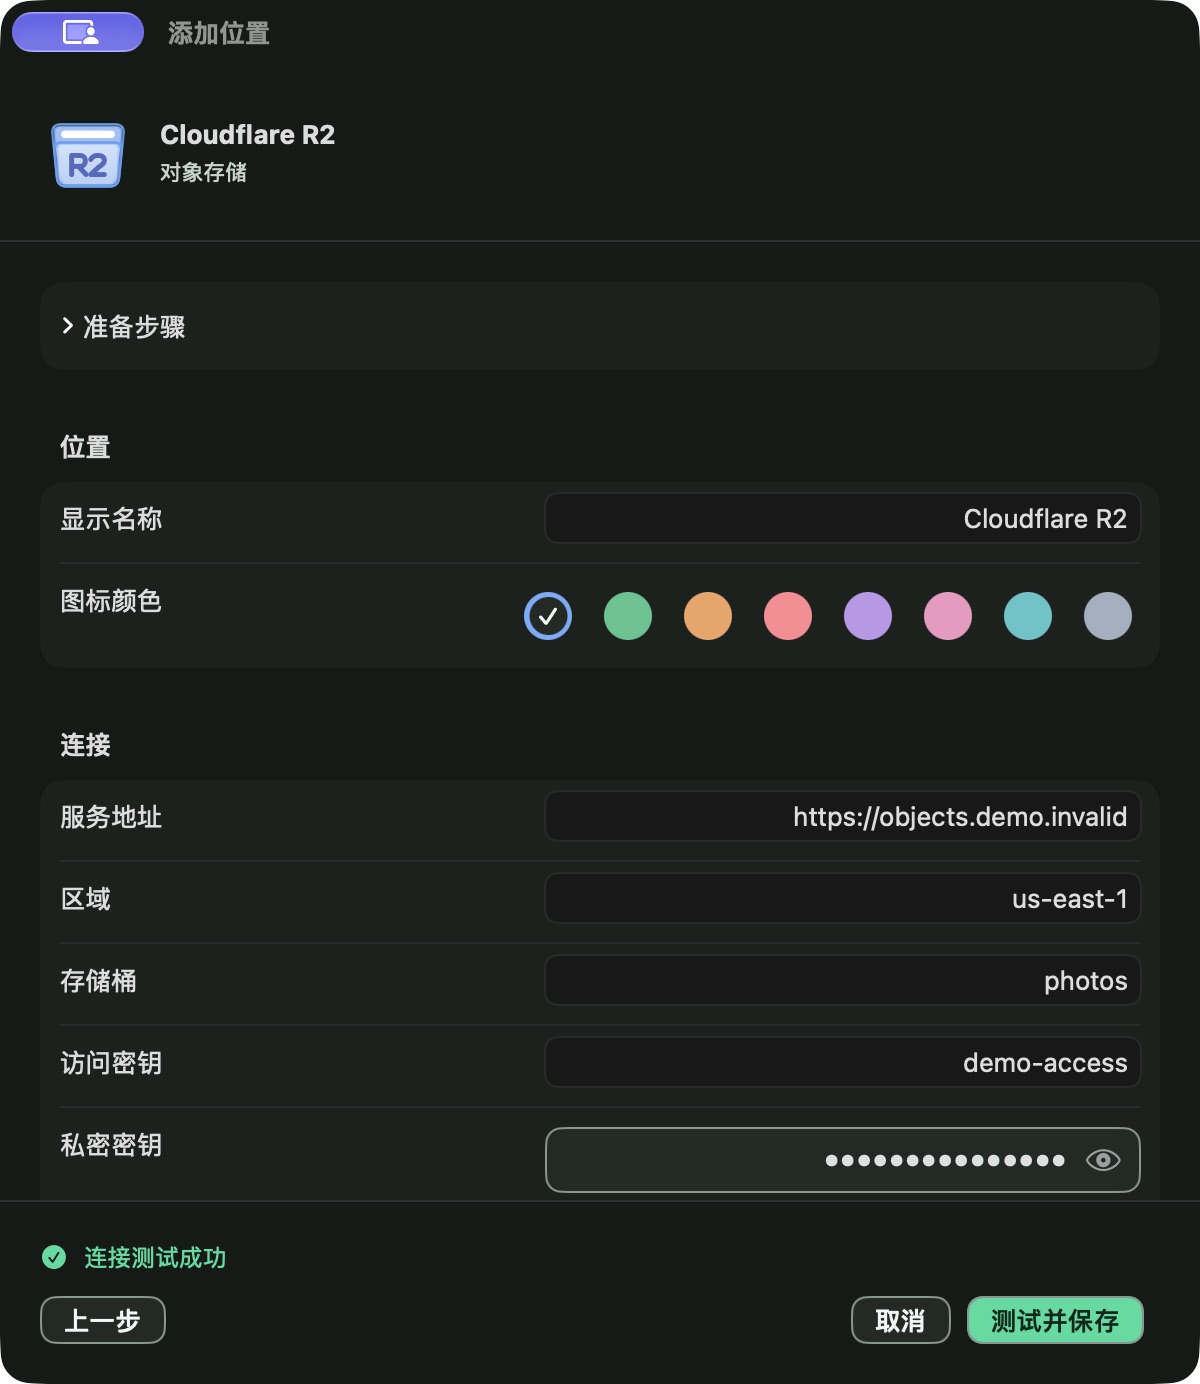 添加位置
R2
Cloudflare R2
对象存储
准备步骤
位置
显示名称 Cloudflare R2
图标颜色
连接
服务地址 https://objects.demo.invalid
区域 us-east-1
存储桶 photos
访问密钥 demo-access
私密密钥 •••••••••••••••
连接测试成功
上一步 取消 测试并保存